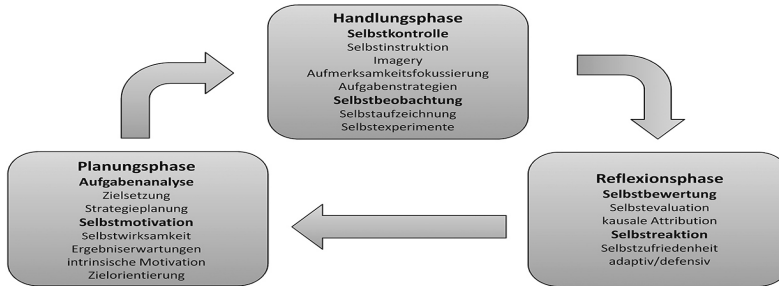 Handlungsphase
Selbstkontrolle
Selbstinstruktion
Imagery
Aufmerksamkeitsfokussierung
Aufgabenstrategien
Selbstbeobachtung
Selbstaufzeichnung
Selbstexperimente
Planungsphase
Aufgabenanalyse
Zielsetzung
Strategieplanung
Selbstmotivation
Selbstwirksamkeit
Ergebniserwartungen
intrinsische Motivation
Zielorientierung
Reflexionsphase
Selbstbewertung
Selbstevaluation
kausale Attribution
Selbstreaktion
Selbstzufriedenheit
adaptiv/defensiv